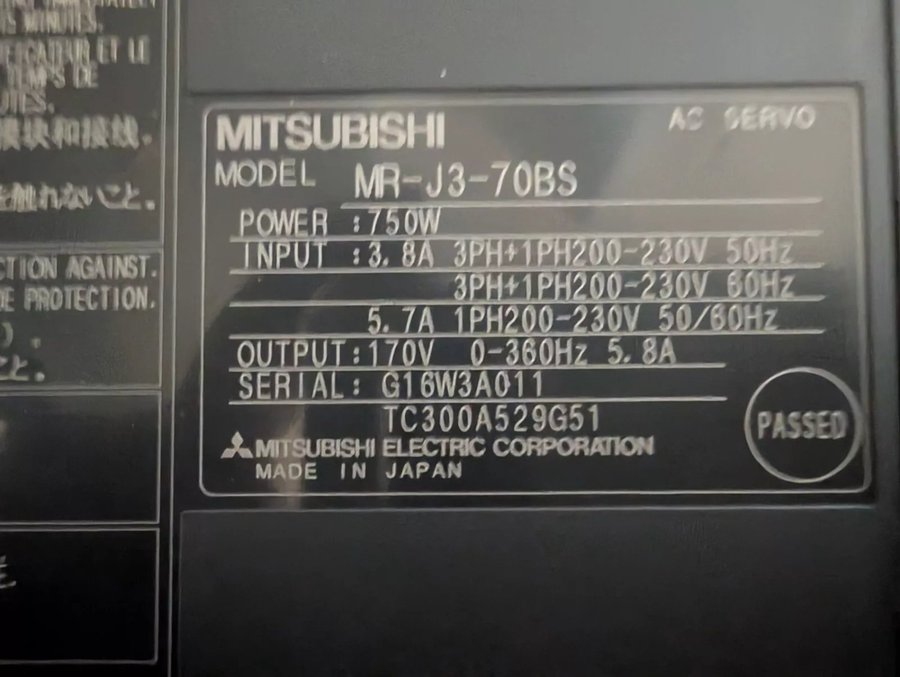 MINUTES.
ET LE
TEMPS DE
模块和接线.
触れないこと。
CTION AGAINST.
PROTECTION.
MITSUBISHI
AC SERVO
MODEL MR-J3-70BS
POWER :750W
INPUT :3.8A 3PH+1PH200-230V 50Hz
3PH+1PH200-230V 60Hz
5.7A 1PH200-230V 50/60Hz
OUTPUT:170V 0-360Hz 5.8A
SERIAL: G16W3A011
TC300A529G51
PASSED
MITSUBISHI ELECTRIC CORPORATION
MADE IN JAPAN